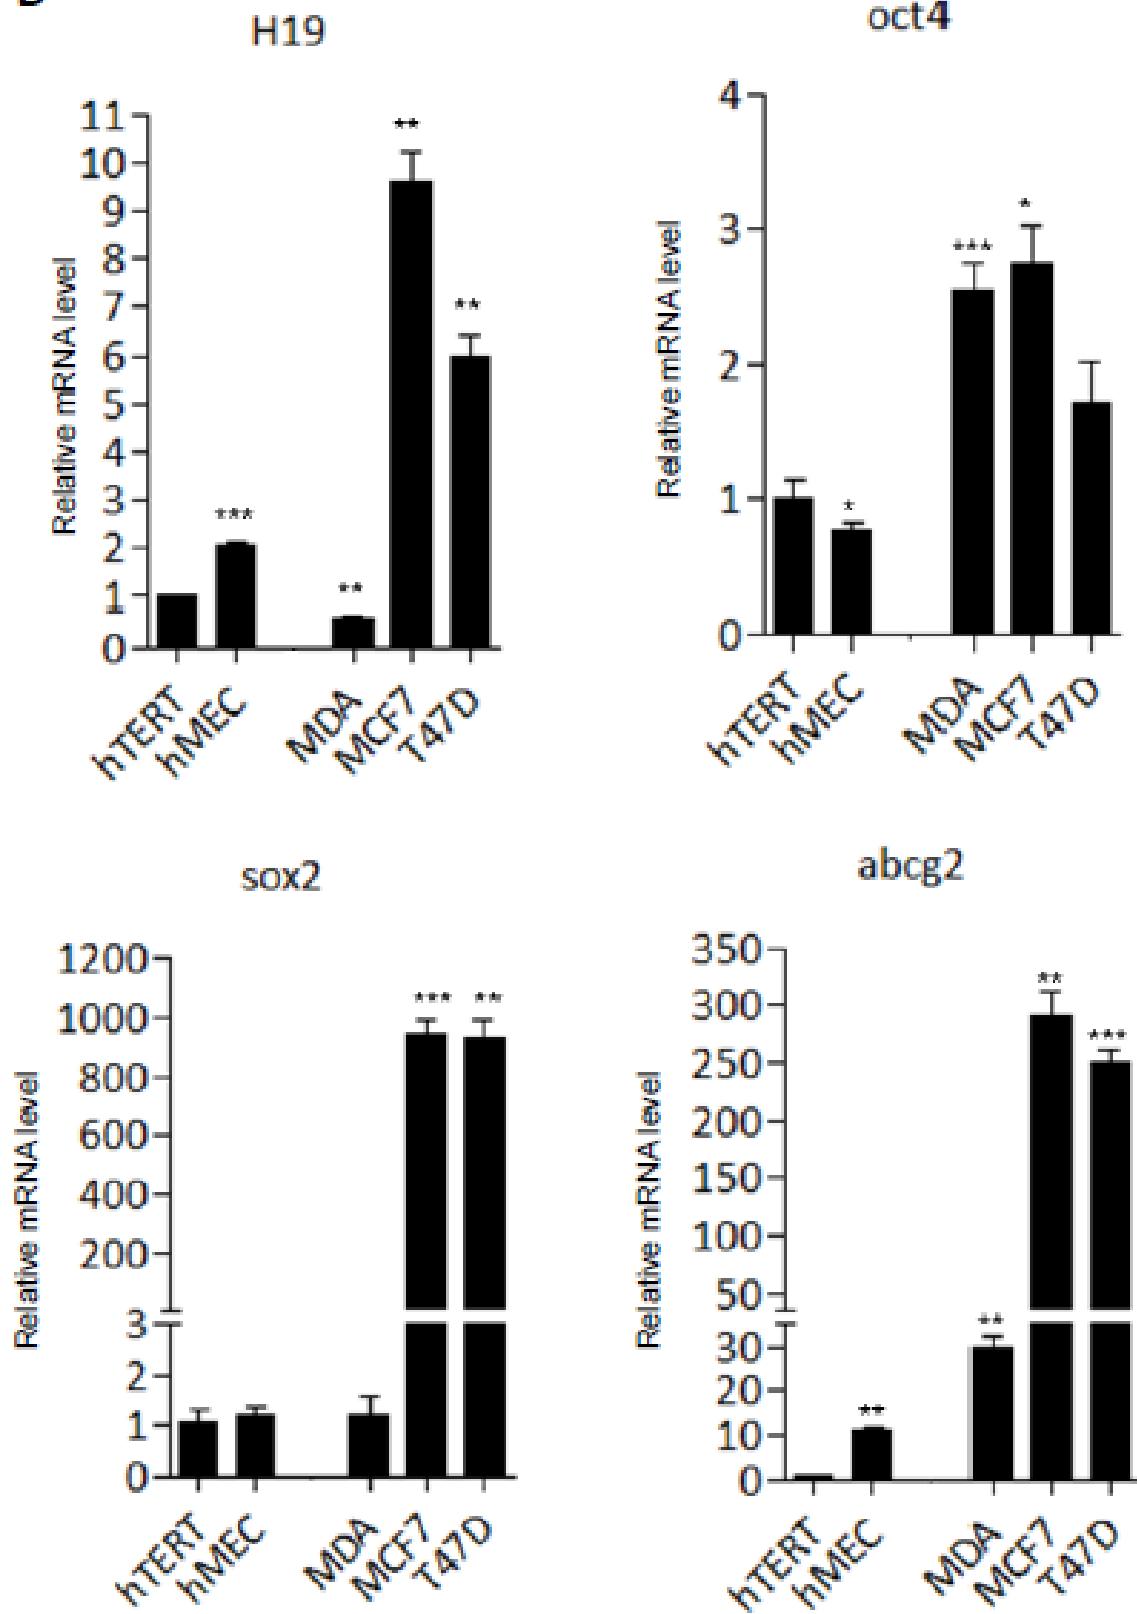 H19
11
10
9
8
7
6
5
4
3
2
1
0
Relative mRNA level
**
***
**
**
hTERT
hMEC
MDA
MCF7
T47D
oct4
4
3
2
1
0
Relative mRNA level
*
***
*
hTERT
hMEC
MDA
MCF7
T47D
sox2
1200
1000
800
600
400
200
3
2
1
0
Relative mRNA level
*** **
hTERT
hMEC
MDA
MCF7
T47D
abcg2
350
300
250
200
150
100
50
30
20
10
0
Relative mRNA level
**
***
**
**
hTERT
hMEC
MDA
MCF7
T47D